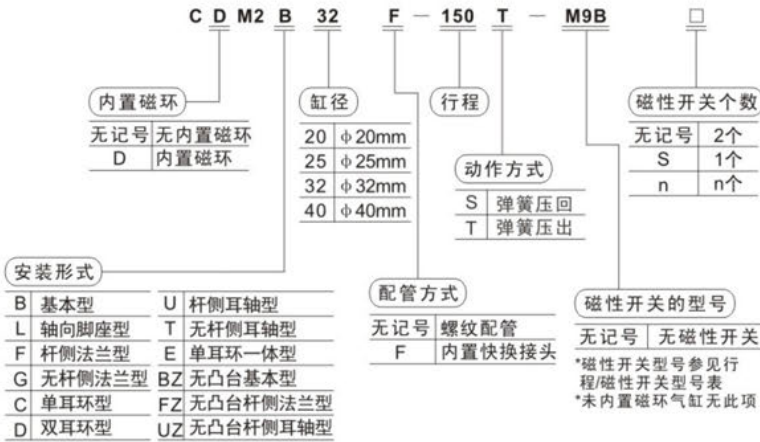 C D M2 B 32 F — 150 T — M9B □
内置磁环
无记号 无内置磁环
D 内置磁环
缸径
20 φ20mm
25 φ25mm
32 φ32mm
40 φ40mm
行程
动作方式
S 弹簧压回
T 弹簧压出
磁性开关个数
无记号 2个
S 1个
n n个
安装形式
B 基本型
L 轴向脚座型
F 杆侧法兰型
G 无杆侧法兰型
C 单耳环型
D 双耳环型
U 杆侧耳轴型
T 无杆侧耳轴型
E 单耳环一体型
BZ 无凸台基本型
FZ 无凸台杆侧法兰型
UZ 无凸台杆侧耳轴型
配管方式
无记号 螺纹配管
F 内置快换接头
磁性开关的型号
无记号 无磁性开关
*磁性开关型号参见行
程/磁性开关型号表
*未内置磁环气缸无此项